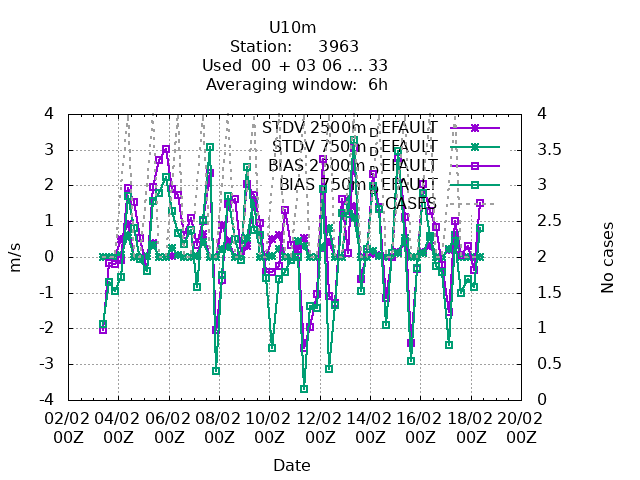 U10m
Station: 3963
Used 00 + 03 06 ... 33
Averaging window: 6h
STDV 2500m_DEFAULT
STDV 750m_DEFAULT
BIAS 2500m_DEFAULT
BIAS 750m_DEFAULT
CASES
4 4
3 3.5
2 3
1 2.5
0 2
-1 1.5
-2 1
-3 0.5
-4 0
m/s
No cases
02/02 04/02 06/02 08/02 10/02 12/02 14/02 16/02 18/02 20/02
00Z 00Z 00Z 00Z 00Z 00Z 00Z 00Z 00Z 00Z
Date